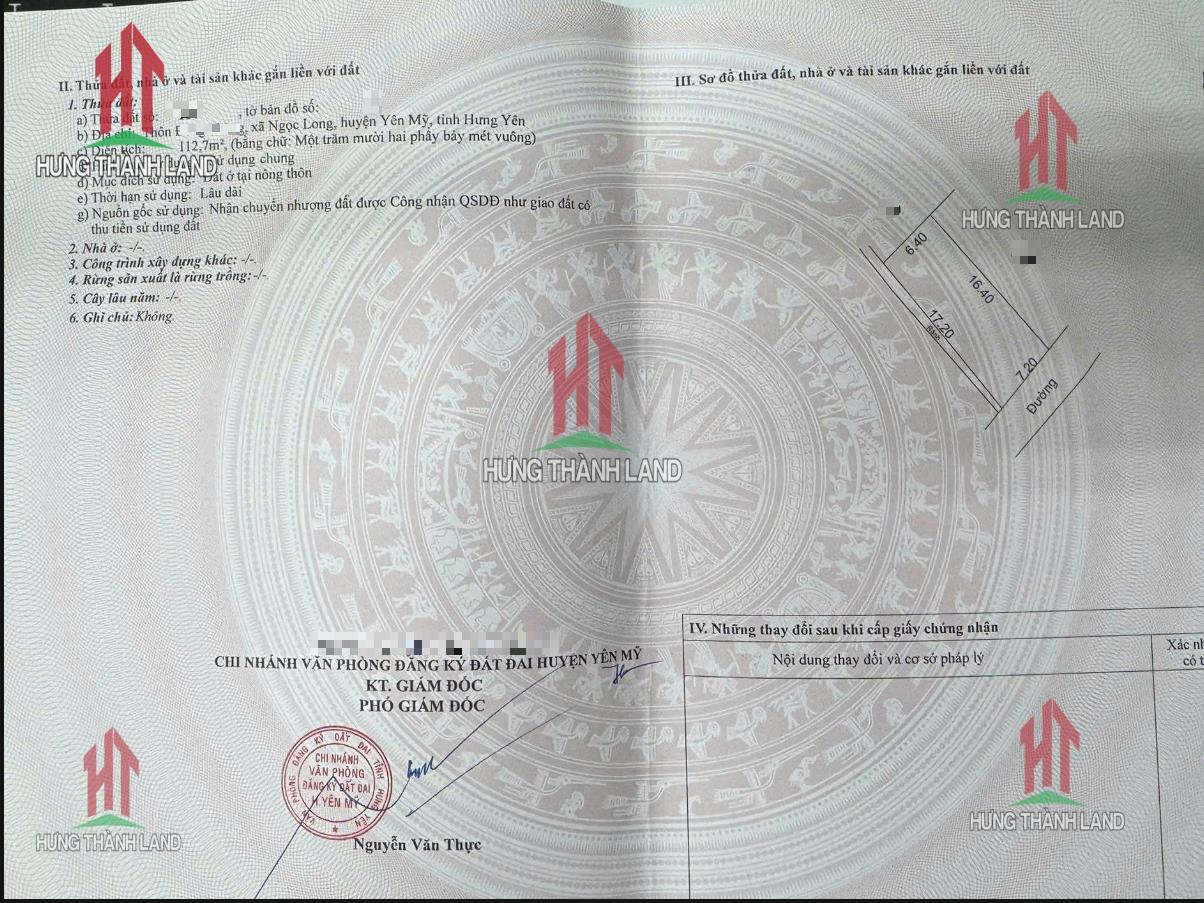 II. Thửa đất, nhà ở và tài sản khác gắn liền với đất
1. Thửa đất:
a) Thửa đất số: , tờ bản đồ số:
b) Địa chỉ: Thôn , xã Ngọc Long, huyện Yên Mỹ, tỉnh Hưng Yên
c) Diện tích: 112,7m², (bằng chữ: Một trăm mười hai phẩy bảy mét vuông)
sử dụng chung
d) Mục đích sử dụng: Đất ở tại nông thôn
e) Thời hạn sử dụng: Lâu dài
g) Nguồn gốc sử dụng: Nhận chuyển nhượng đất được Công nhận QSDĐ như giao đất có
thu tiền sử dụng đất
2. Nhà ở: -/-.
3. Công trình xây dựng khác: -/-.
4. Rừng sản xuất là rừng trồng: -/-.
5. Cây lâu năm: -/-.
6. Ghi chú: Không.
CHI NHÁNH VĂN PHÒNG ĐĂNG KÝ ĐẤT ĐAI HUYỆN YÊN MỸ
KT. GIÁM ĐỐC
PHÓ GIÁM ĐỐC
VĂN PHÒNG ĐĂNG KÝ ĐẤT ĐAI TỈNH HƯNG YÊN
CHI NHÁNH
VĂN PHÒNG
ĐĂNG KÝ ĐẤT ĐAI
H.YÊN MỸ
Nguyễn Văn Thực
III. Sơ đồ thửa đất, nhà ở và tài sản khác gắn liền với đất
6.40
16.40
17.20
Rãnh
7.20
Đường
IV. Những thay đổi sau khi cấp giấy chứng nhận
Nội dung thay đổi và cơ sở pháp lý
Xác nh
có t
HƯNG THÀNH LAND
HƯNG THÀNH LAND
HƯNG THÀNH LAND
HƯNG THÀNH LAND
HƯNG THÀNH LAND